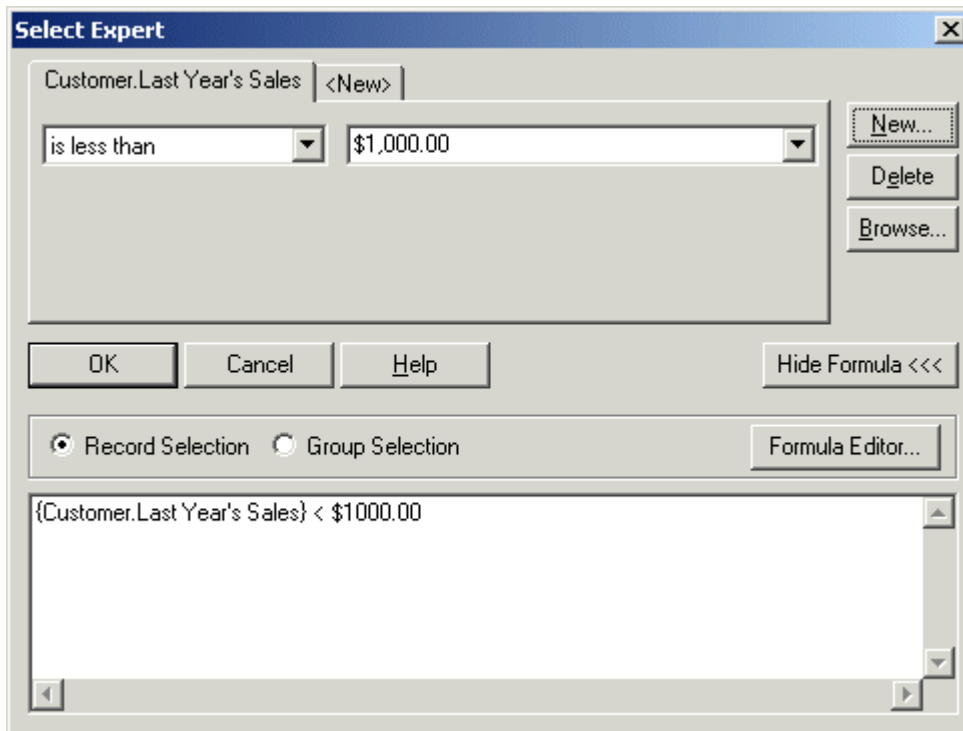 Select Expert
Customer.Last Year's Sales <New>
is less than $1,000.00
New...
Delete
Browse...
OK Cancel Help Hide Formula <<<
Record Selection Group Selection Formula Editor...
{Customer.Last Year's Sales} < $1000.00